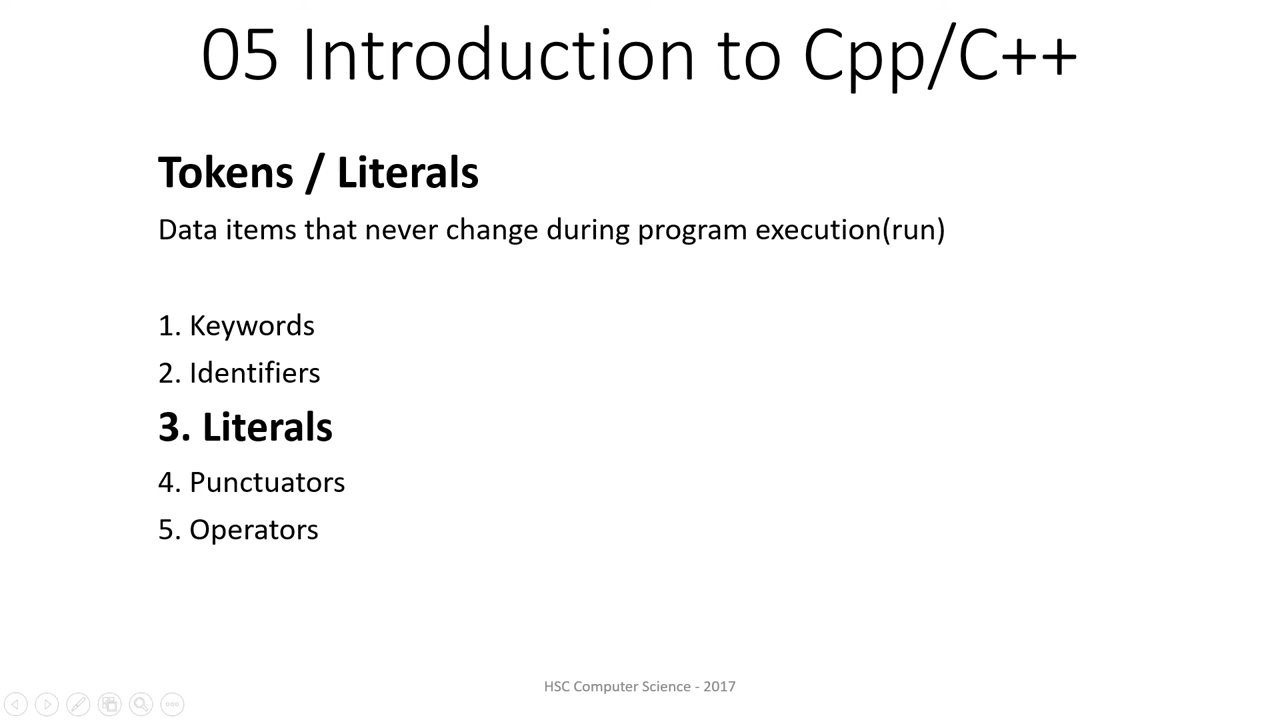 05 Introduction to Cpp/C++
Tokens / Literals
Data items that never change during program execution(run)
1. Keywords
2. Identifiers
3. Literals
4. Punctuators
5. Operators
HSC Computer Science - 2017